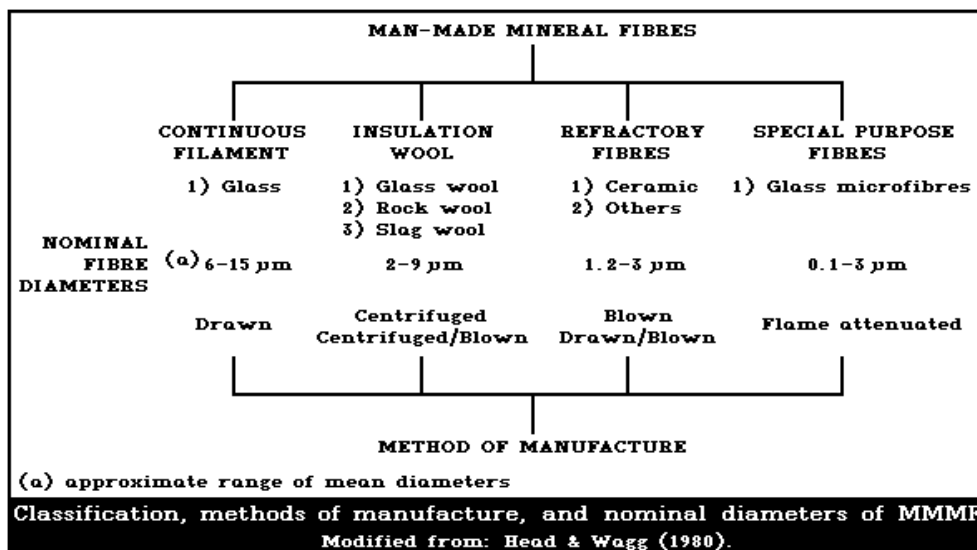 MAN-MADE MINERAL FIBRES
CONTINUOUS FILAMENT
INSULATION WOOL
REFRACTORY FIBRES
SPECIAL PURPOSE FIBRES
1) Glass
1) Glass wool
2) Rock wool
3) Slag wool
1) Ceramic
2) Others
1) Glass microfibres
NOMINAL FIBRE DIAMETERS
(a) 6-15 µm
2-9 µm
1.2-3 µm
0.1-3 µm
Drawn
Centrifuged
Centrifuged/Blown
Blown
Drawn/Blown
Flame attenuated
METHOD OF MANUFACTURE
(a) approximate range of mean diameters
Classification, methods of manufacture, and nominal diameters of MMMF
Modified from: Head & Wagg (1980).